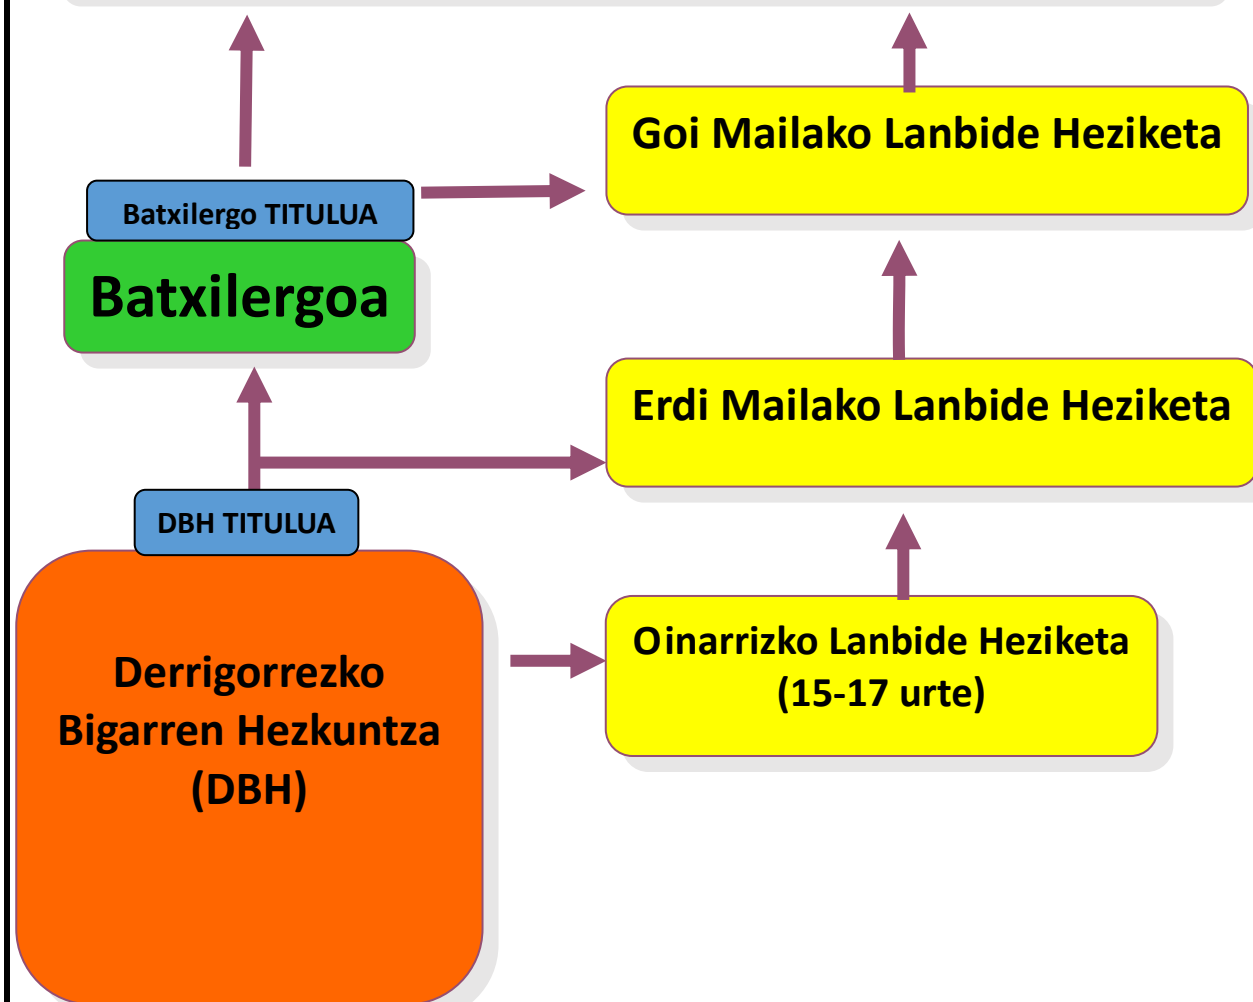 Goi Mailako Lanbide Heziketa
Batxilergo TITULUA
Batxilergoa
Erdi Mailako Lanbide Heziketa
DBH TITULUA
Derrigorrezko
Bigarren Hezkuntza
(DBH)
Oinarrizko Lanbide Heziketa
(15-17 urte)